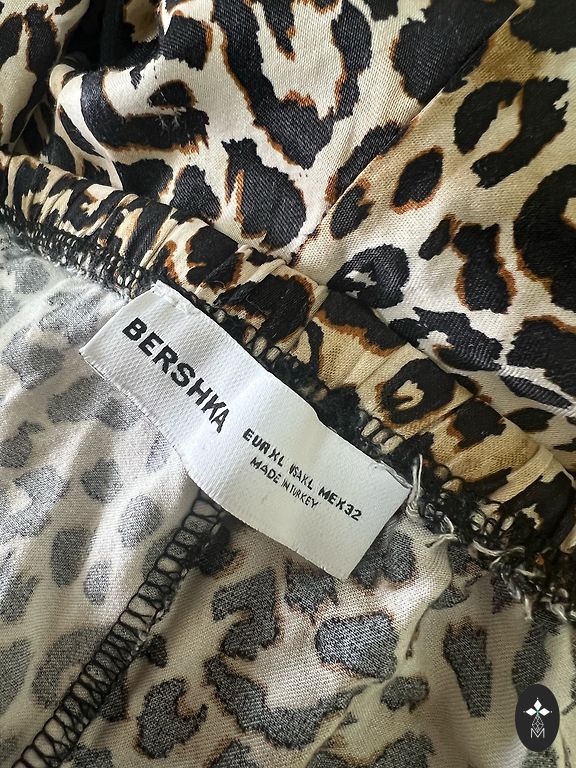 BERSHKA
EUR XL USA XL MEX 32
MADE IN TURKEY